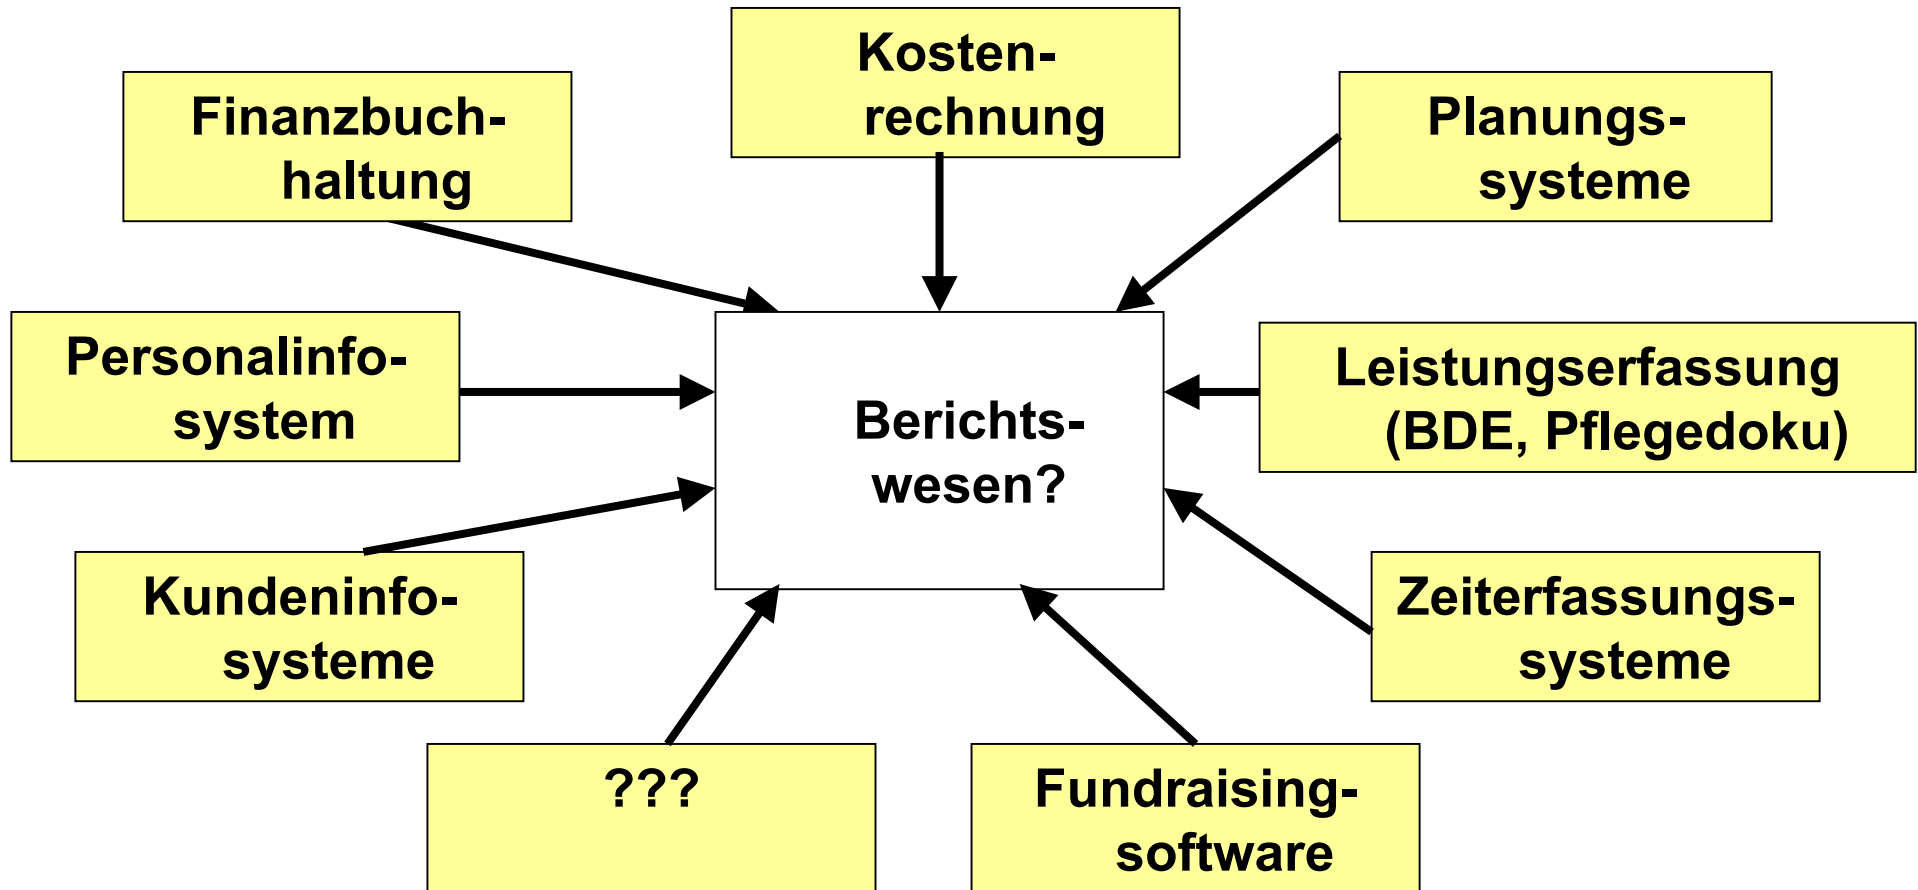 Kosten-
rechnung
Finanzbuch-
haltung
Planungs-
systeme
Personalinfo-
system
Leistungserfassung
(BDE, Pflegedoku)
Berichts-
wesen?
Kundeninfo-
systeme
Zeiterfassungs-
systeme
???
Fundraising-
software